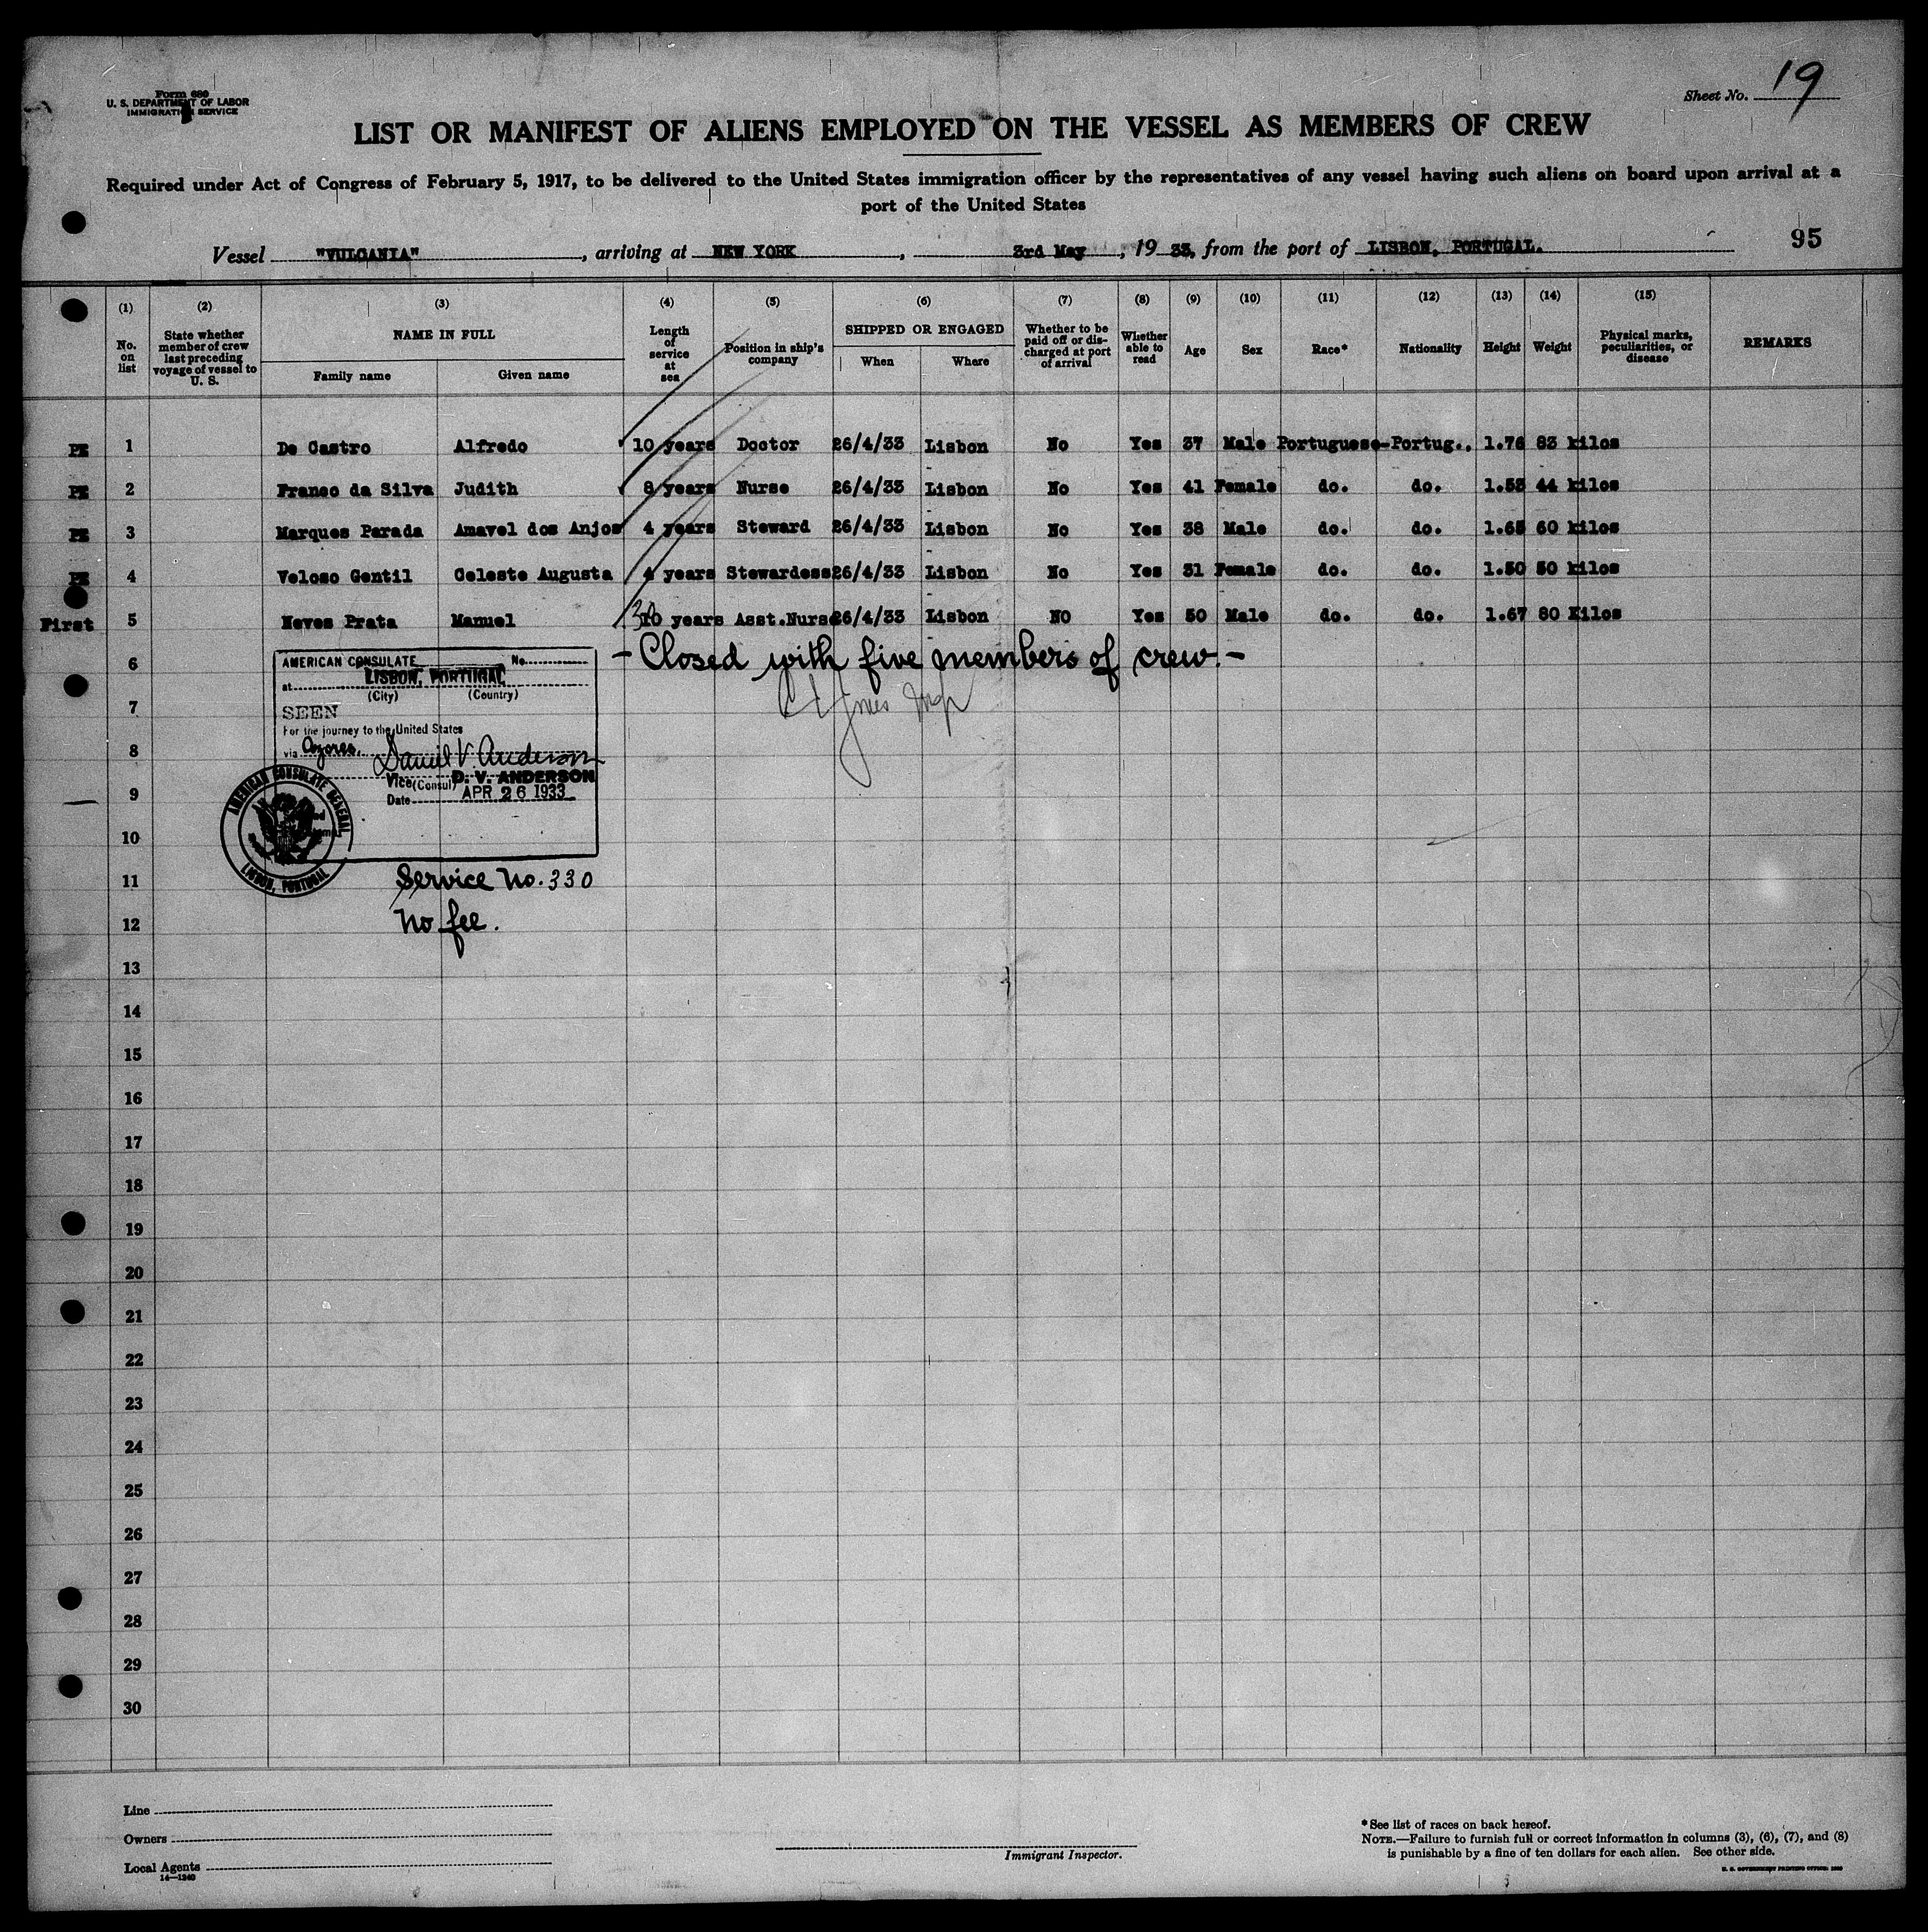 Form 680
U. S. DEPARTMENT OF LABOR
IMMIGRATION SERVICE
Sheet No. 19
LIST OR MANIFEST OF ALIENS EMPLOYED ON THE VESSEL AS MEMBERS OF CREW
Required under Act of Congress of February 5, 1917, to be delivered to the United States immigration officer by the representatives of any vessel having such aliens on board upon arrival at a
port of the United States
Vessel "VULCANIA", arriving at NEW YORK, 3rd May, 1933, from the port of LISBON, PORTUGAL.
95
(1) (2) (3) (4) (5) (6) (7) (8) (9) (10) (11) (12) (13) (14) (15)
No. on list
State whether member of crew last preceding voyage of vessel to U. S.
NAME IN FULL
Family name
Given name
Length of service at sea
Position in ship's company
SHIPPED OR ENGAGED
When
Where
Whether to be paid off or discharged at port of arrival
Whether able to read
Age
Sex
Race*
Nationality
Height
Weight
Physical marks, peculiarities, or disease
REMARKS
PE 1 De Castro Alfredo 10 years Doctor 26/4/33 Lisbon No Yes 37 Male Portuguese-Portug., 1.76 83 kilos
PE 2 Franco da Silva Judith 8 years Nurse 26/4/33 Lisbon No Yes 41 Female do. do. 1.53 44 kilos
PE 3 Marques Parada Amavel dos Anjos 4 years Steward 26/4/33 Lisbon No Yes 38 Male do. do. 1.65 60 kilos
PE 4 Veloso Gentil Celeste Augusta 4 years Stewardess 26/4/33 Lisbon No Yes 31 Female do. do. 1.50 50 kilos
First 5 Neves Prata Manuel 30 years Asst.Nurse 26/4/33 Lisbon NO Yes 50 Male do. do. 1.67 80 Kilos
6
- Closed with five members of crew. -
AMERICAN CONSULATE No.
at LISBON, PORTUGAL
(City) (Country)
7
SEEN
For the journey to the United States
8
via Azores. Daniel V. Anderson
Vice (Consul) D. V. ANDERSON
9
Date APR 26 1933
AMERICAN CONSULATE GENERAL
LISBON, PORTUGAL
10
11
Service No. 330
12
No fee.
13
14
15
16
17
18
19
20
21
22
23
24
25
26
27
28
29
30
Line
Owners
Local Agents
14—1240
Immigrant Inspector.
*See list of races on back hereof.
NOTE.—Failure to furnish full or correct information in columns (3), (6), (7), and (8)
is punishable by a fine of ten dollars for each alien. See other side.